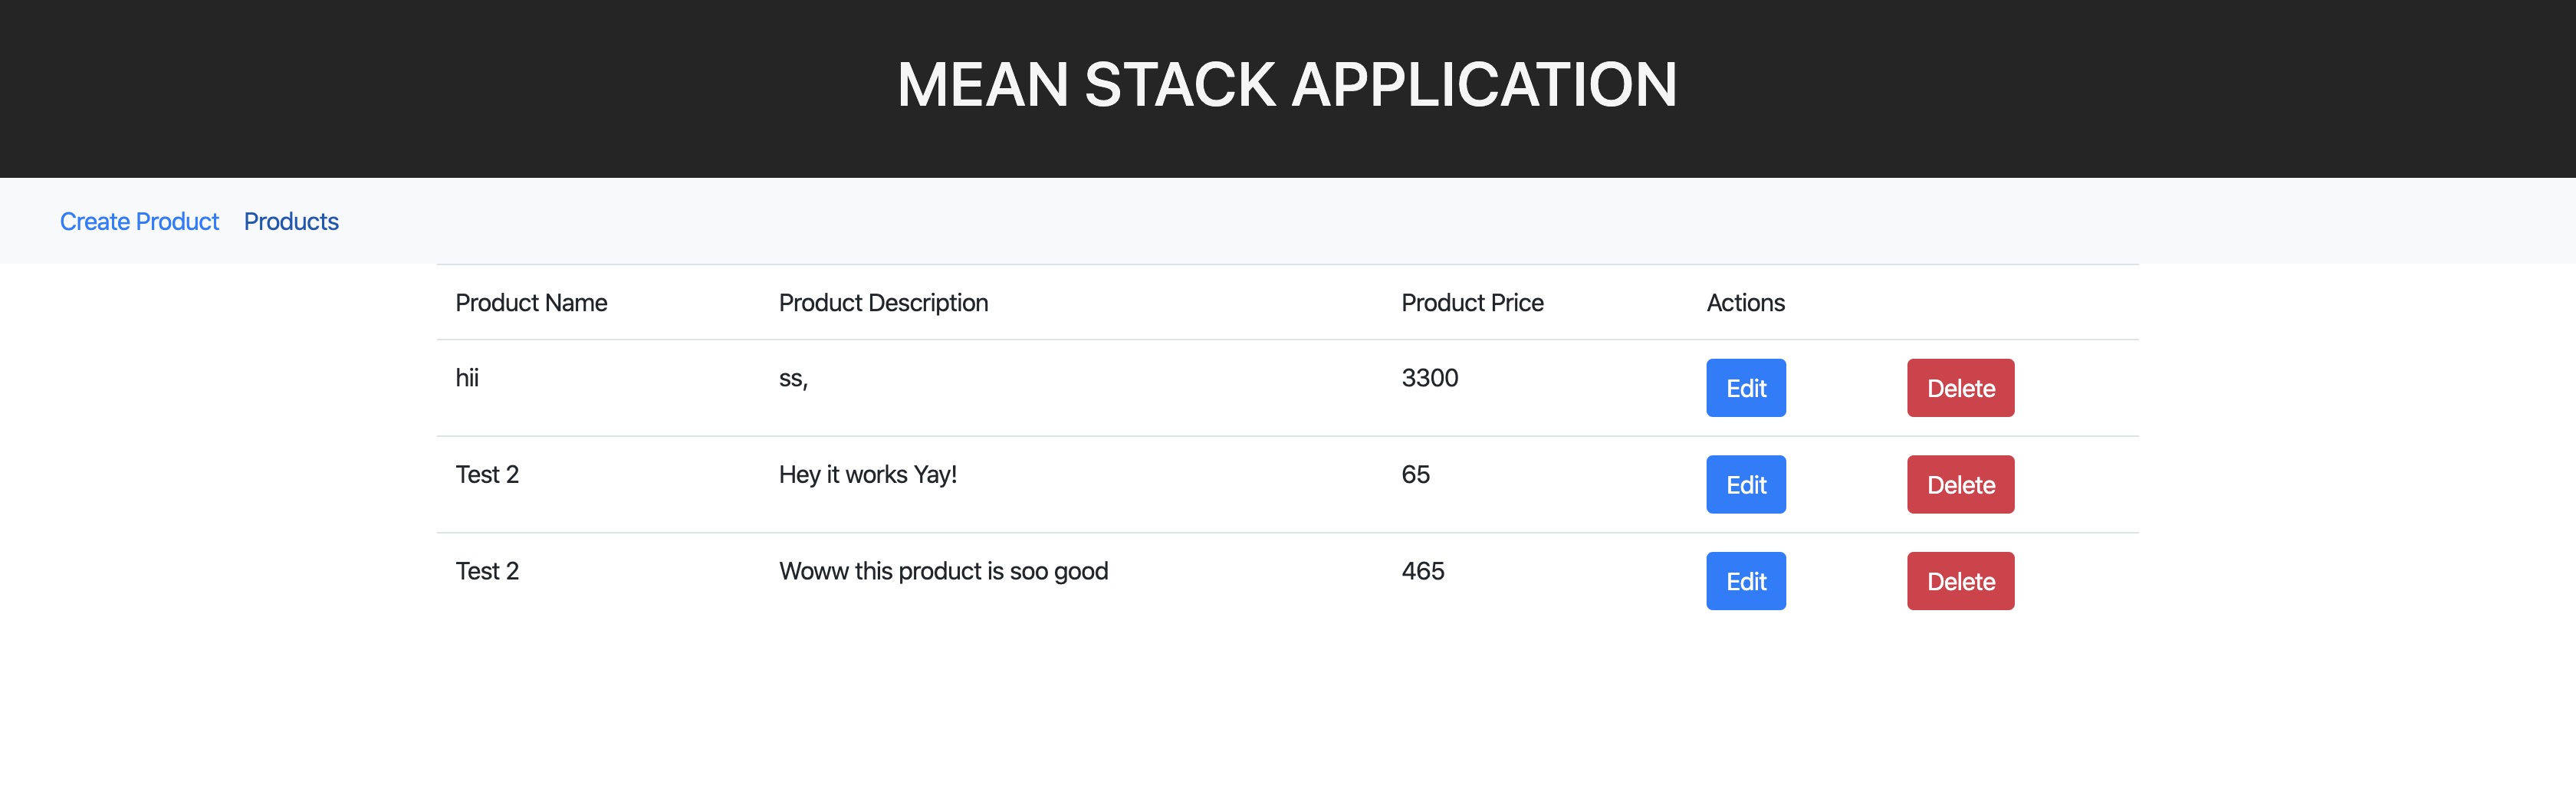 MEAN STACK APPLICATION
Create Product Products
Product Name Product Description Product Price Actions
hii ss, 3300 Edit Delete
Test 2 Hey it works Yay! 65 Edit Delete
Test 2 Woww this product is soo good 465 Edit Delete